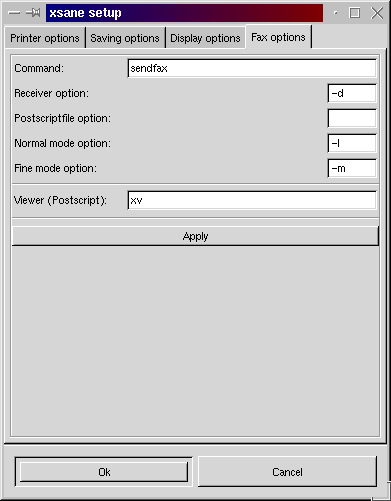 xsane setup
Printer options Saving options Display options Fax options
Command: sendfax
Receiver option: -d
Postscriptfile option:
Normal mode option: -l
Fine mode option: -m
Viewer (Postscript): xv
Apply
Ok Cancel